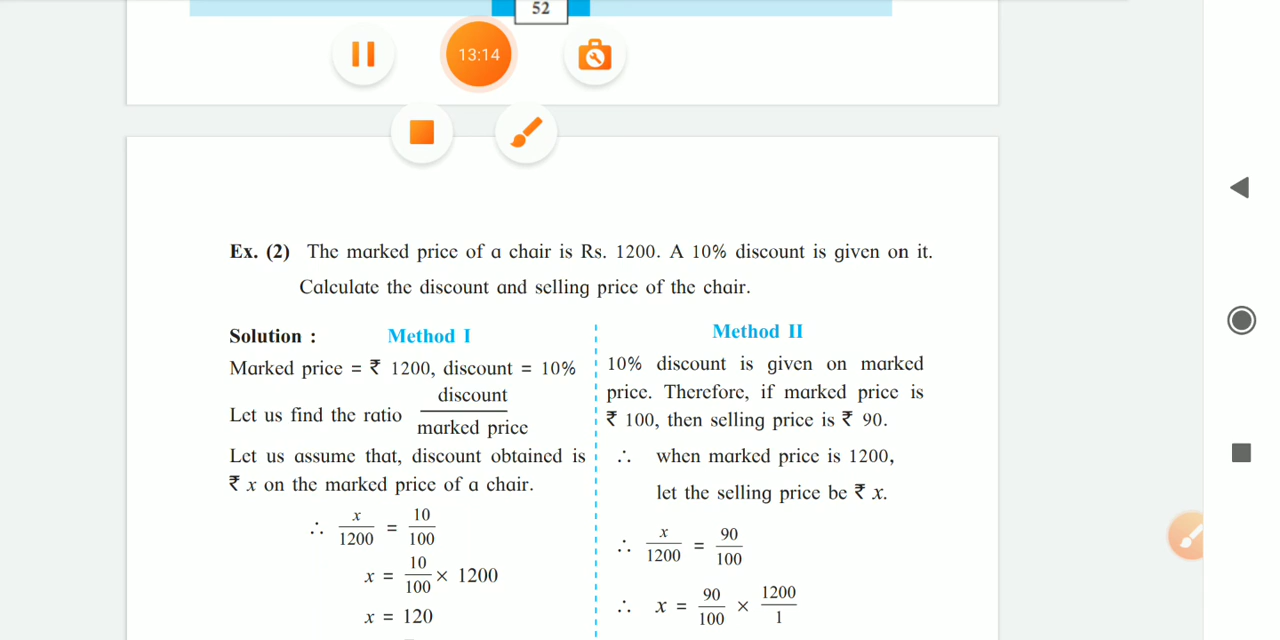 52
13:14
Ex. (2) The marked price of a chair is Rs. 1200. A 10% discount is given on it.
Calculate the discount and selling price of the chair.
Solution : Method I
Marked price = ₹ 1200, discount = 10%
Let us find the ratio discount / marked price
Let us assume that, discount obtained is
₹ x on the marked price of a chair.
∴ x/1200 = 10/100
x = 10/100 × 1200
x = 120
Method II
10% discount is given on marked
price. Therefore, if marked price is
₹ 100, then selling price is ₹ 90.
∴ when marked price is 1200,
let the selling price be ₹ x.
∴ x/1200 = 90/100
∴ x = 90/100 × 1200/1